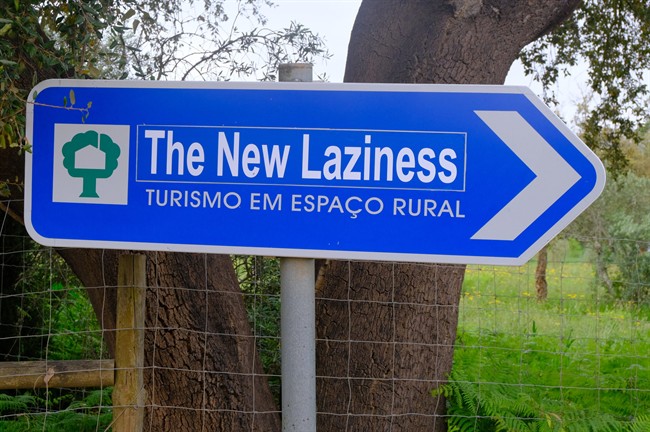 The New Laziness
TURISMO EM ESPAÇO RURAL